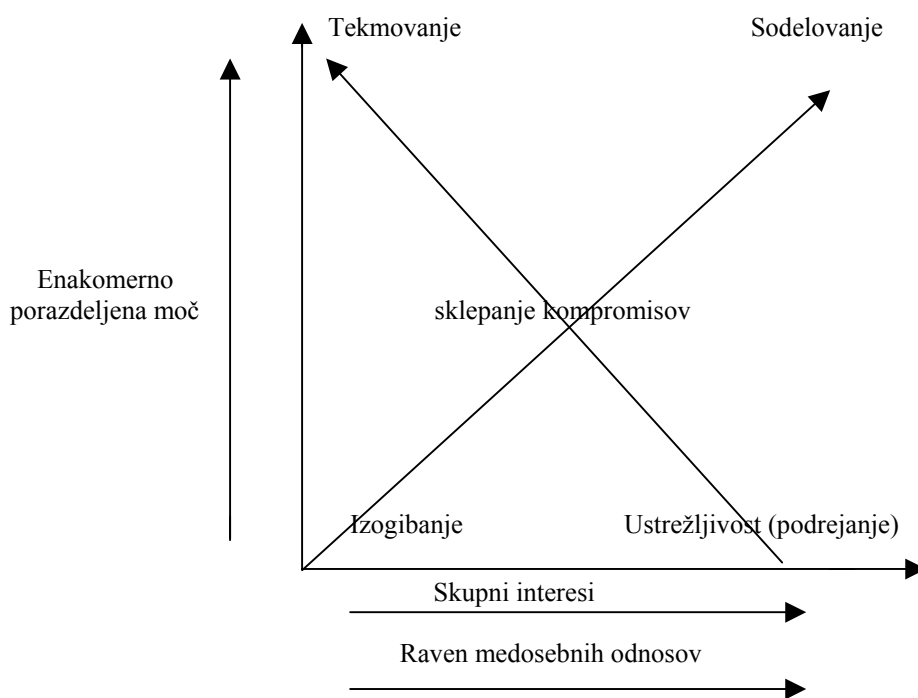 Tekmovanje
Sodelovanje
Enakomerno
porazdeljena moč
sklepanje kompromisov
Izogibanje
Ustrežljivost (podrejanje)
Skupni interesi
Raven medosebnih odnosov